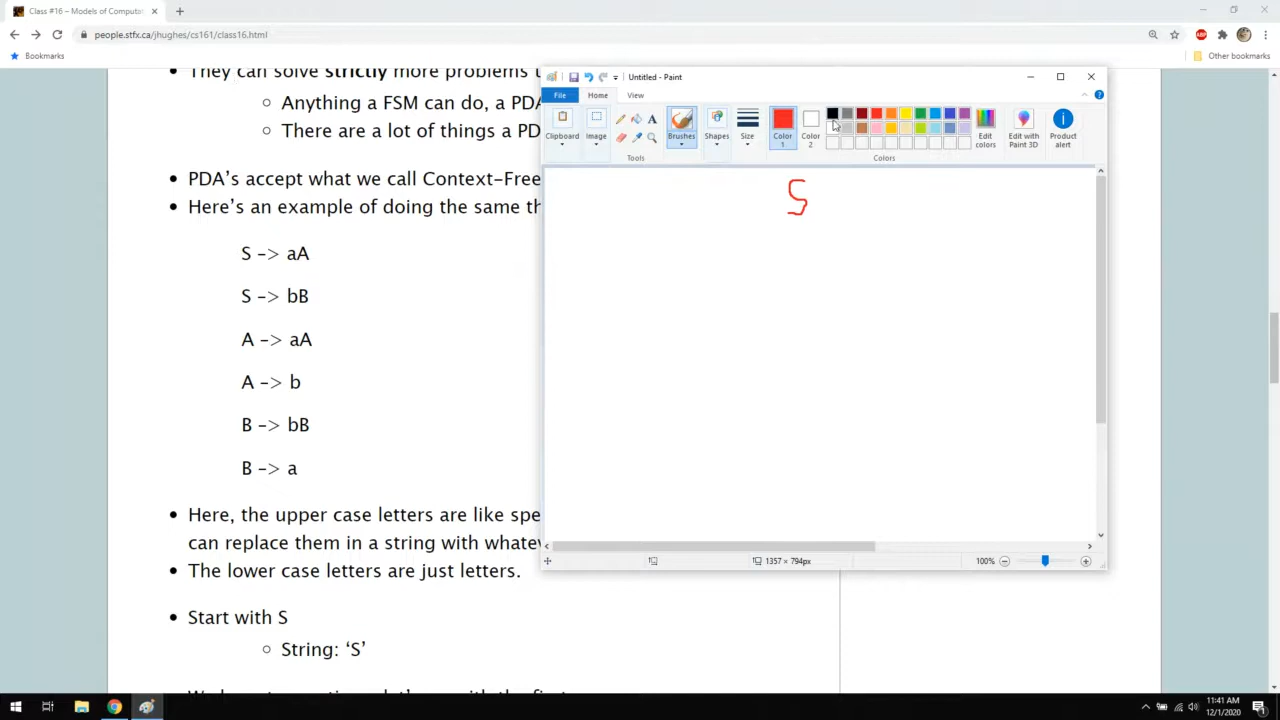 Class #16 – Models of Computat
people.stfx.ca/jhughes/cs161/class16.html
Bookmarks
Other bookmarks
They can solve strictly more problems
Anything a FSM can do, a PDA
There are a lot of things a PD
PDA's accept what we call Context-Free
Here's an example of doing the same th
S -> aA
S -> bB
A -> aA
A -> b
B -> bB
B -> a
Here, the upper case letters are like spe
can replace them in a string with whatev
The lower case letters are just letters.
Start with S
String: ‘S’
Untitled - Paint
File
Home
View
Clipboard
Image
Tools
Brushes
Shapes
Size
Color 1
Color 2
Colors
Edit colors
Edit with Paint 3D
Product alert
S
1357 × 794px
100%
11:41 AM
12/1/2020